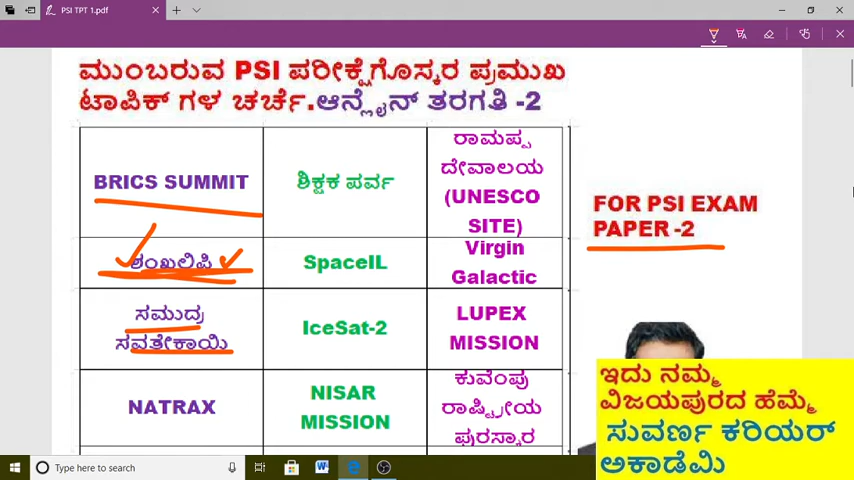 PSI TPT 1.pdf
ಮುಂಬರುವ PSI ಪರೀಕ್ಷೆಗೋಸ್ಕರ ಪ್ರಮುಖ
ಟಾಪಿಕ್ ಗಳ ಚರ್ಚೆ.ಆನ್ಲೈನ್ ತರಗತಿ -2
BRICS SUMMIT
ಶಿಕ್ಷಕ ಪರ್ವ
ರಾಮಪ್ಪ
ದೇವಾಲಯ
(UNESCO
SITE)
ಶಂಖಲಿಪಿ
SpaceIL
Virgin
Galactic
ಸಮುದ್ರ
ಸವತೇಕಾಯಿ
IceSat-2
LUPEX
MISSION
NATRAX
NISAR
MISSION
ಕುವೆಂಪು
ರಾಷ್ಟ್ರೀಯ
ಪುರಸ್ಕಾರ
FOR PSI EXAM
PAPER -2
ಇದು ನಮ್ಮ
ವಿಜಯಪುರದ ಹೆಮ್ಮೆ
ಸುವರ್ಣ ಕರಿಯರ್
ಅಕಾಡೆಮಿ
Type here to search